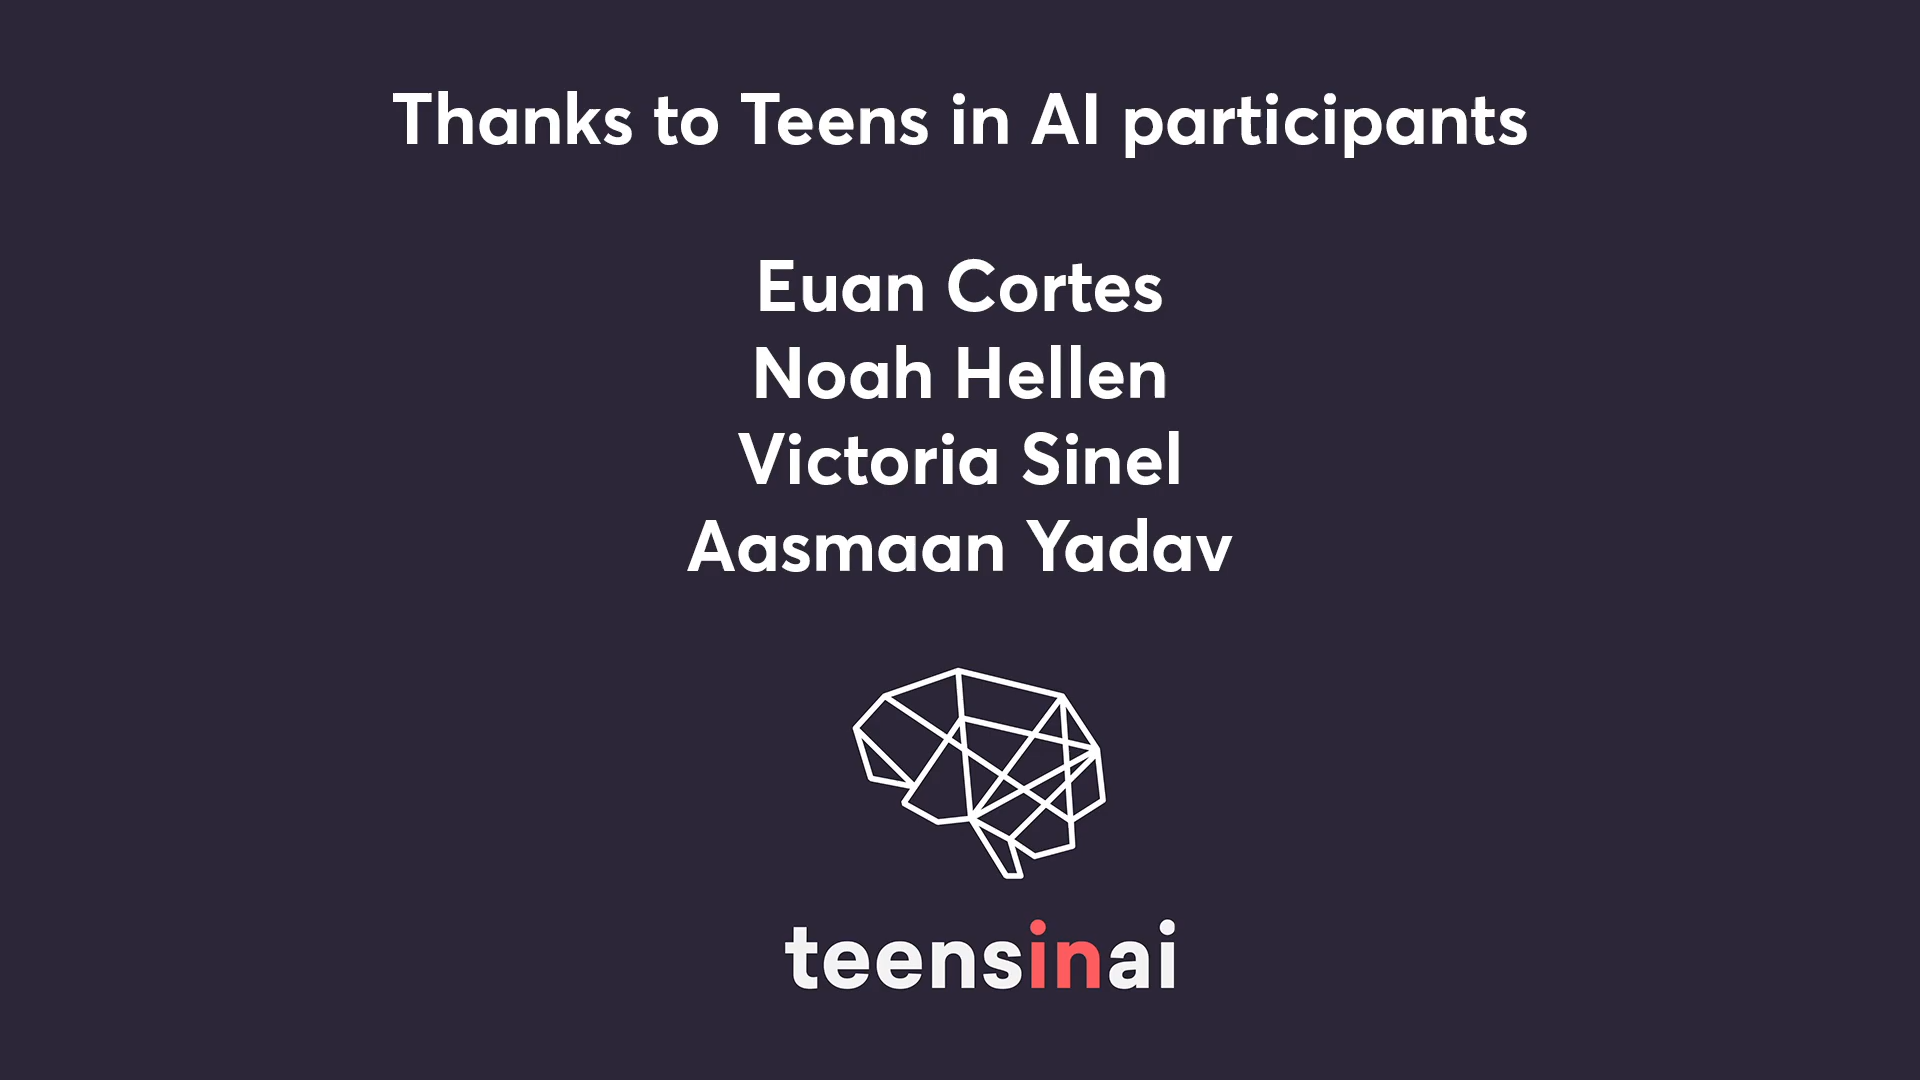 Thanks to Teens in AI participants
Euan Cortes
Noah Hellen
Victoria Sinel
Aasmaan Yadav
teensinai